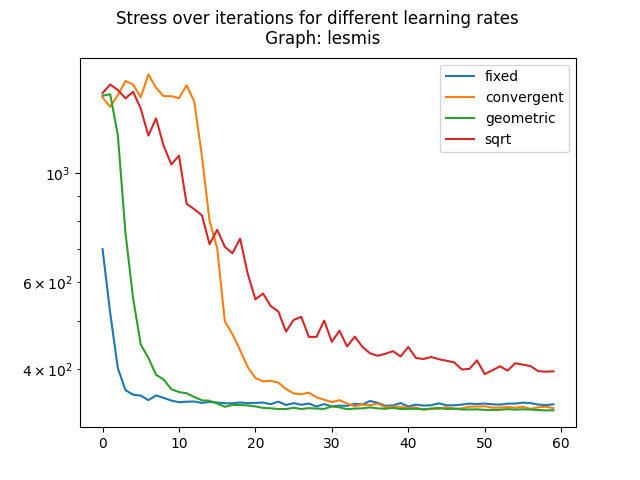 Stress over iterations for different learning rates
Graph: lesmis
fixed
convergent
geometric
sqrt
10³
6 × 10²
4 × 10²
0 10 20 30 40 50 60